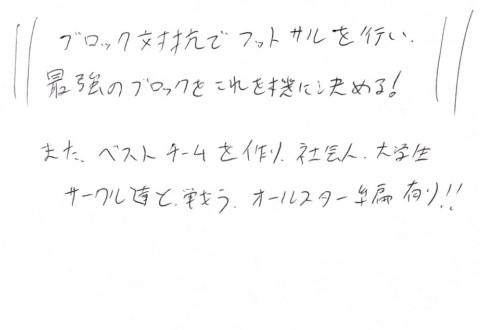 ブロック対抗でフットサルを行い、
最強のブロックをこれを機に決める!
また、ベストチームを作り、社会人、大学生
サークル達と、戦う、オールスター編有り!!